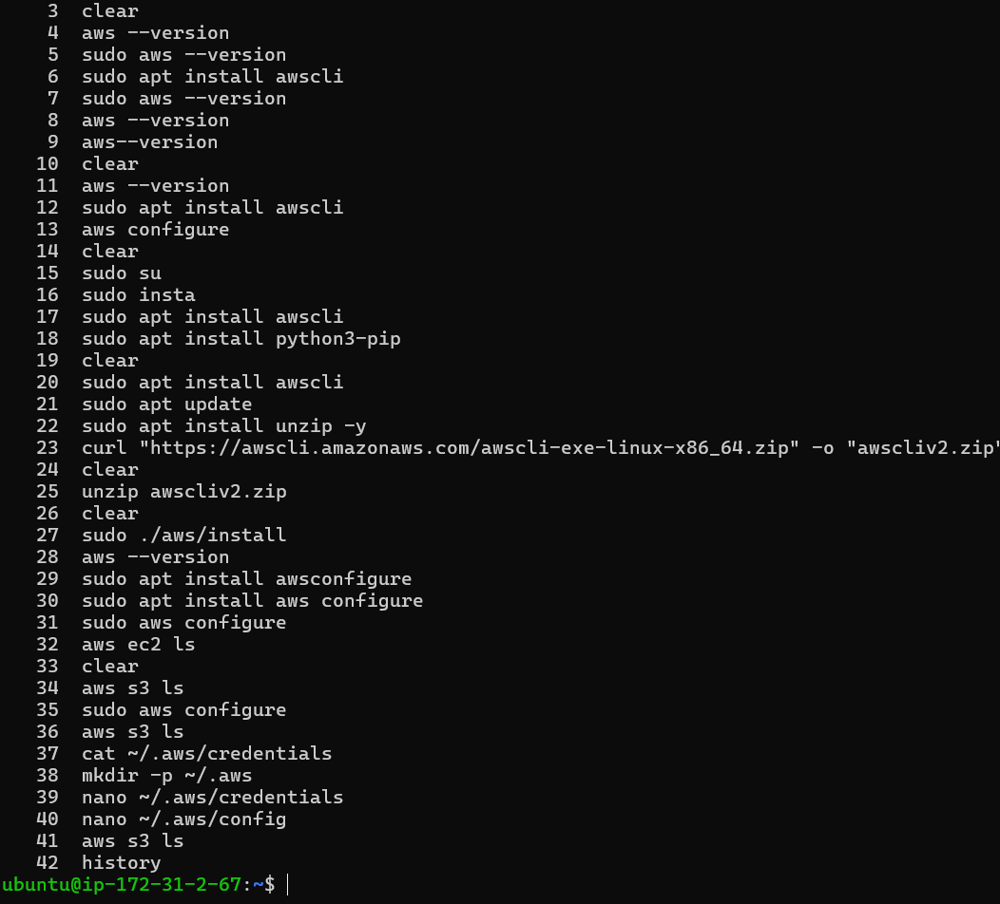 3 clear
4 aws --version
5 sudo aws --version
6 sudo apt install awscli
7 sudo aws --version
8 aws --version
9 aws--version
10 clear
11 aws --version
12 sudo apt install awscli
13 aws configure
14 clear
15 sudo su
16 sudo insta
17 sudo apt install awscli
18 sudo apt install python3-pip
19 clear
20 sudo apt install awscli
21 sudo apt update
22 sudo apt install unzip -y
23 curl "https://awscli.amazonaws.com/awscli-exe-linux-x86_64.zip" -o "awscliv2.zip"
24 clear
25 unzip awscliv2.zip
26 clear
27 sudo ./aws/install
28 aws --version
29 sudo apt install awsconfigure
30 sudo apt install aws configure
31 sudo aws configure
32 aws ec2 ls
33 clear
34 aws s3 ls
35 sudo aws configure
36 aws s3 ls
37 cat ~/.aws/credentials
38 mkdir -p ~/.aws
39 nano ~/.aws/credentials
40 nano ~/.aws/config
41 aws s3 ls
42 history
ubuntu@ip-172-31-2-67:~$